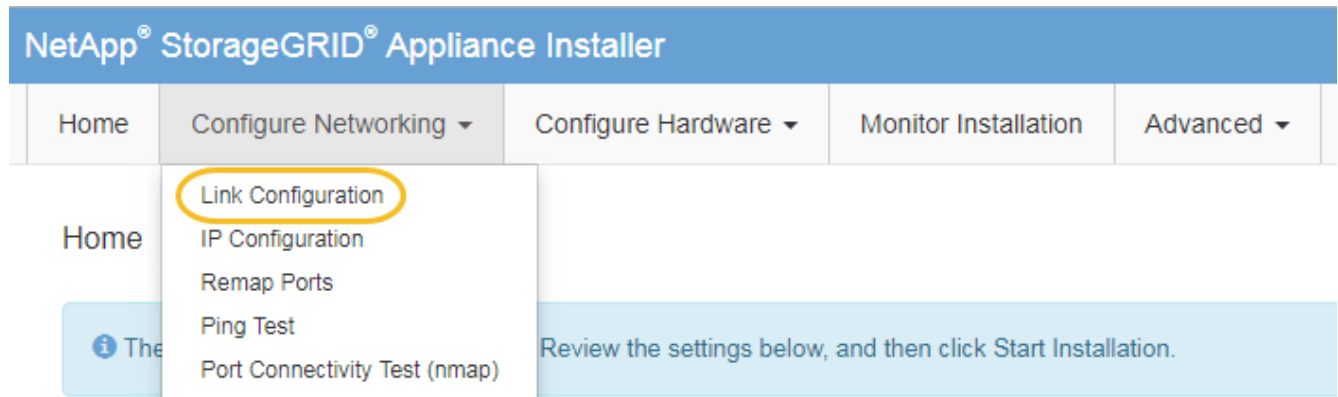 NetApp® StorageGRID® Appliance Installer
Home Configure Networking Configure Hardware Monitor Installation Advanced
Link Configuration
Home
IP Configuration
Remap Ports
Ping Test
The Review the settings below, and then click Start Installation.
Port Connectivity Test (nmap)